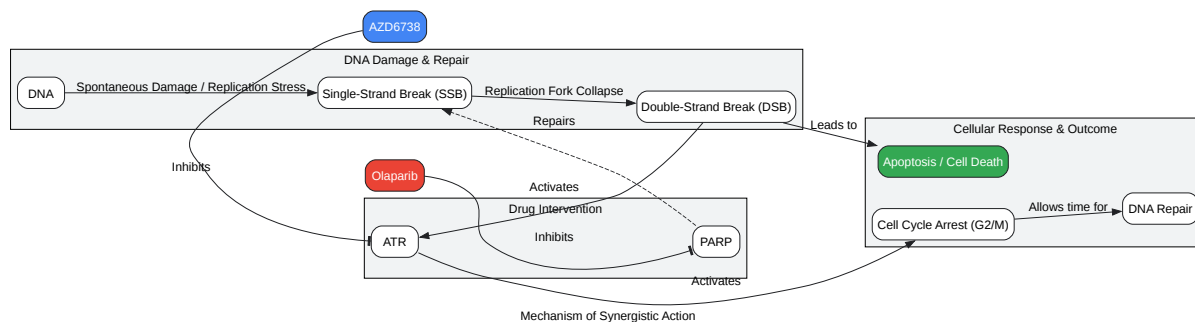 AZD6738
DNA Damage & Repair
DNA
Spontaneous Damage / Replication Stress
Single-Strand Break (SSB)
Replication Fork Collapse
Double-Strand Break (DSB)
Repairs
Leads to
Cellular Response & Outcome
Apoptosis / Cell Death
Inhibits
Olaparib
Activates
Drug Intervention
ATR
Inhibits
PARP
Cell Cycle Arrest (G2/M)
Allows time for
DNA Repair
Activates
Mechanism of Synergistic Action